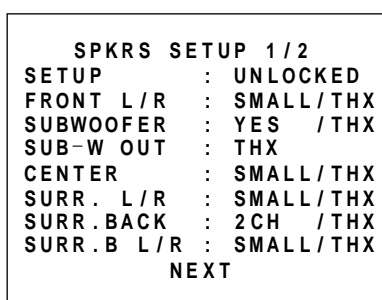 SPKRS SETUP 1/2
SETUP : UNLOCKED
FRONT L/R : SMALL/THX
SUBWOOFER : YES /THX
SUB-W OUT : THX
CENTER : SMALL/THX
SURR. L/R : SMALL/THX
SURR.BACK : 2CH /THX
SURR.B L/R : SMALL/THX
NEXT